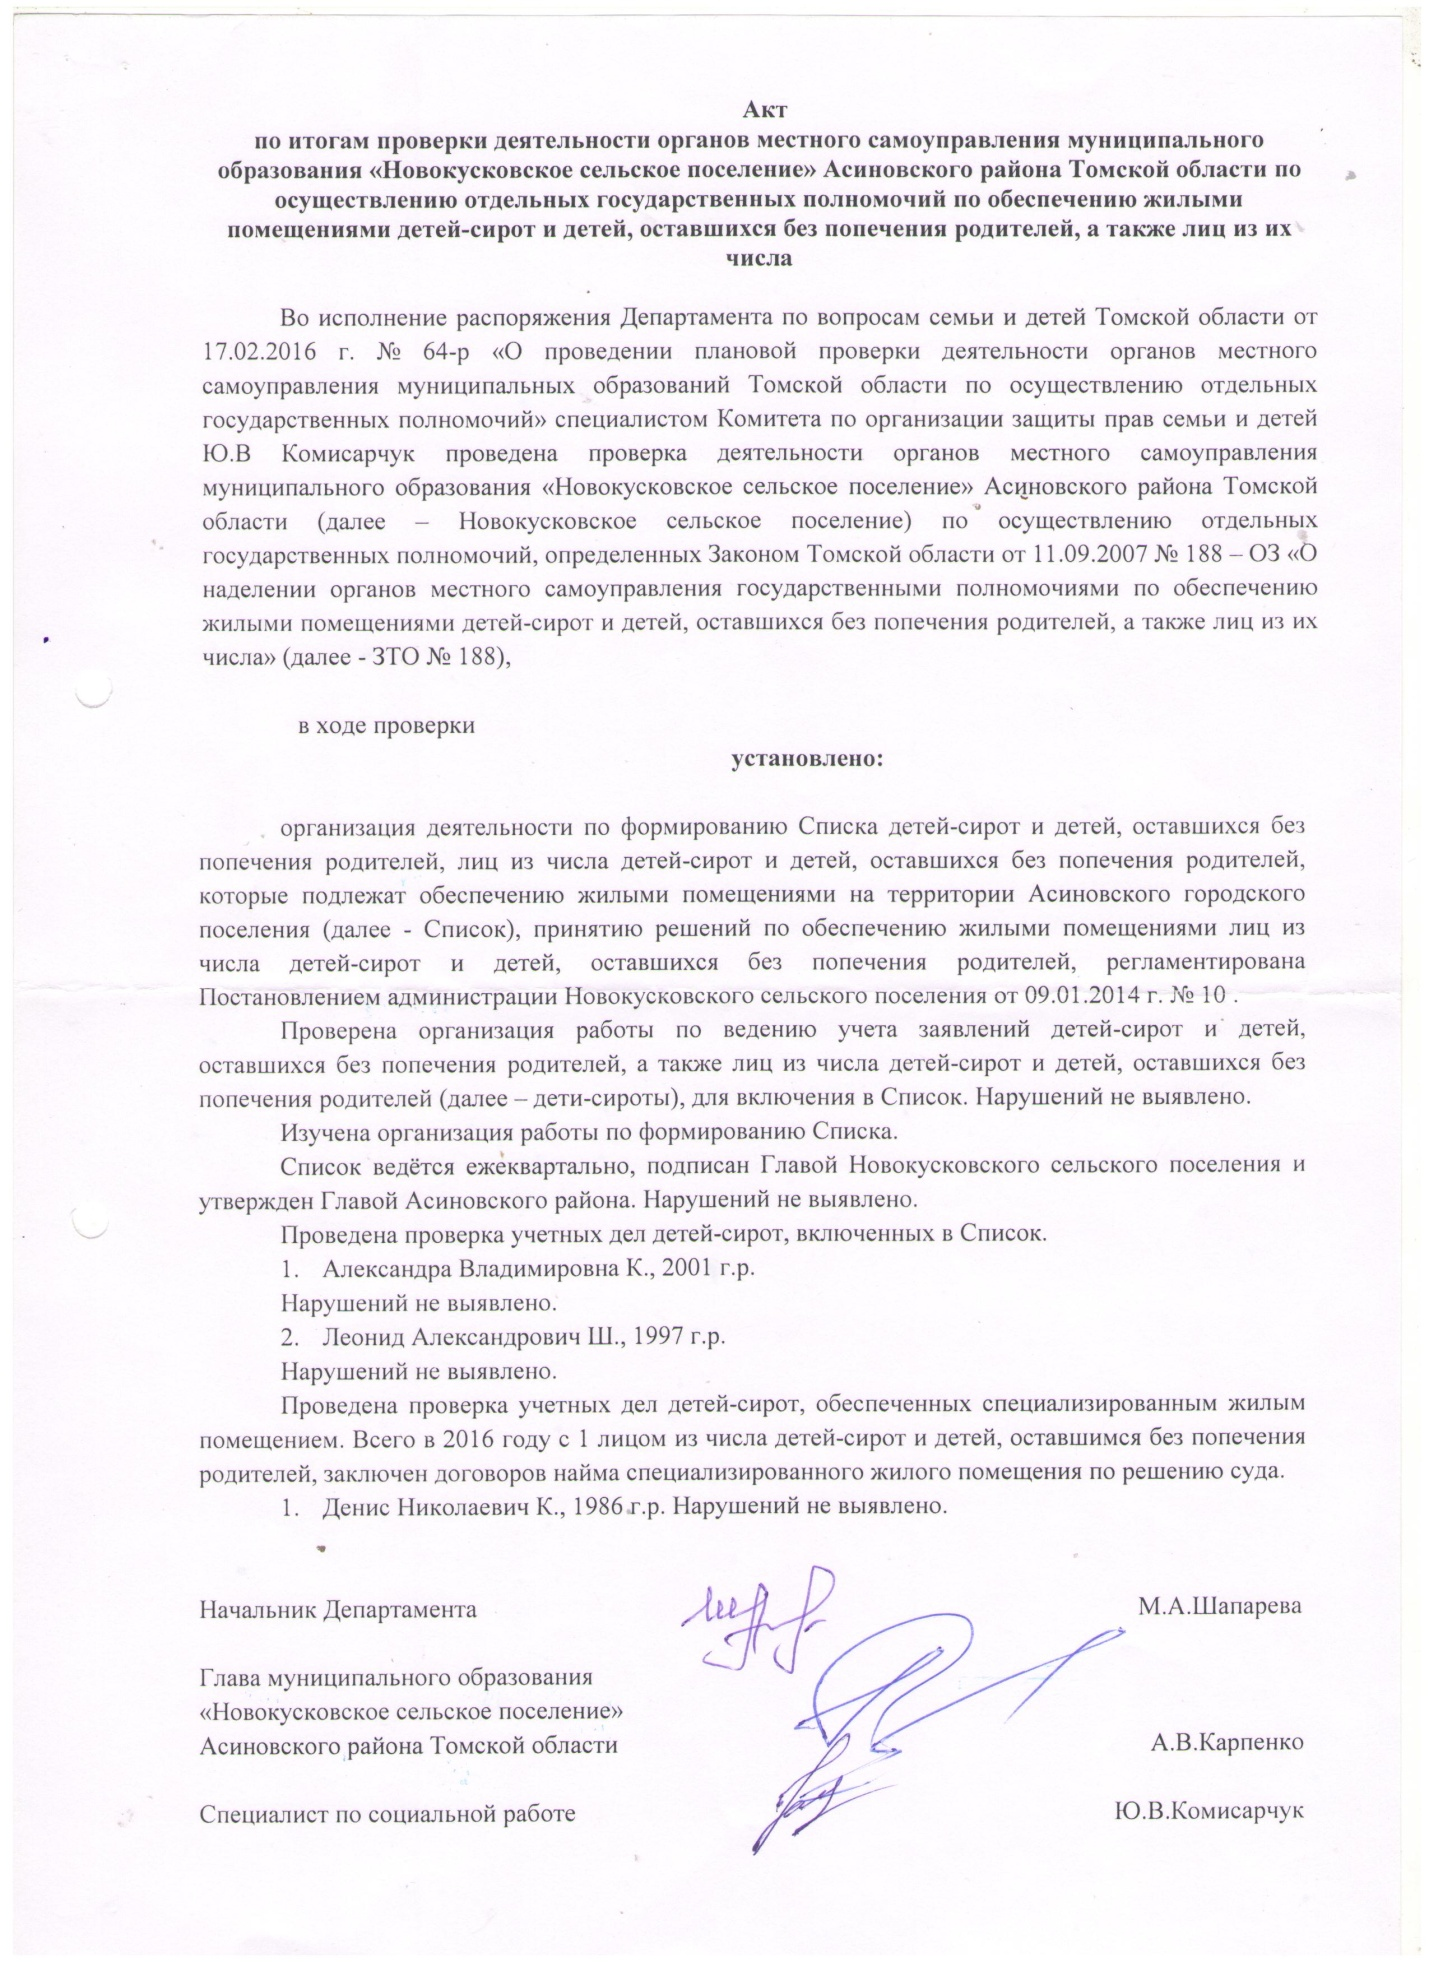 Акт
по итогам проверки деятельности органов местного самоуправления муниципального
образования «Новокусковское сельское поселение» Асиновского района Томской области по
осуществлению отдельных государственных полномочий по обеспечению жилыми
помещениями детей-сирот и детей, оставшихся без попечения родителей, а также лиц из их
числа
Во исполнение распоряжения Департамента по вопросам семьи и детей Томской области от
17.02.2016 г. № 64-р «О проведении плановой проверки деятельности органов местного
самоуправления муниципальных образований Томской области по осуществлению отдельных
государственных полномочий» специалистом Комитета по организации защиты прав семьи и детей
Ю.В Комисарчук проведена проверка деятельности органов местного самоуправления
муниципального образования «Новокусковское сельское поселение» Асиновского района Томской
области (далее – Новокусковское сельское поселение) по осуществлению отдельных
государственных полномочий, определенных Законом Томской области от 11.09.2007 № 188 – ОЗ «О
наделении органов местного самоуправления государственными полномочиями по обеспечению
жилыми помещениями детей-сирот и детей, оставшихся без попечения родителей, а также лиц из их
числа» (далее - ЗТО № 188),
в ходе проверки
установлено:
организация деятельности по формированию Списка детей-сирот и детей, оставшихся без
попечения родителей, лиц из числа детей-сирот и детей, оставшихся без попечения родителей,
которые подлежат обеспечению жилыми помещениями на территории Асиновского городского
поселения (далее - Список), принятию решений по обеспечению жилыми помещениями лиц из
числа детей-сирот и детей, оставшихся без попечения родителей, регламентирована
Постановлением администрации Новокусковского сельского поселения от 09.01.2014 г. № 10 .
Проверена организация работы по ведению учета заявлений детей-сирот и детей,
оставшихся без попечения родителей, а также лиц из числа детей-сирот и детей, оставшихся без
попечения родителей (далее – дети-сироты), для включения в Список. Нарушений не выявлено.
Изучена организация работы по формированию Списка.
Список ведётся ежеквартально, подписан Главой Новокусковского сельского поселения и
утвержден Главой Асиновского района. Нарушений не выявлено.
Проведена проверка учетных дел детей-сирот, включенных в Список.
1. Александра Владимировна К., 2001 г.р.
Нарушений не выявлено.
2. Леонид Александрович Ш., 1997 г.р.
Нарушений не выявлено.
Проведена проверка учетных дел детей-сирот, обеспеченных специализированным жилым
помещением. Всего в 2016 году с 1 лицом из числа детей-сирот и детей, оставшимся без попечения
родителей, заключен договоров найма специализированного жилого помещения по решению суда.
1. Денис Николаевич К., 1986 г.р. Нарушений не выявлено.
Начальник Департамента М.А.Шапарева
Глава муниципального образования
«Новокусковское сельское поселение»
Асиновского района Томской области А.В.Карпенко
Специалист по социальной работе Ю.В.Комисарчук